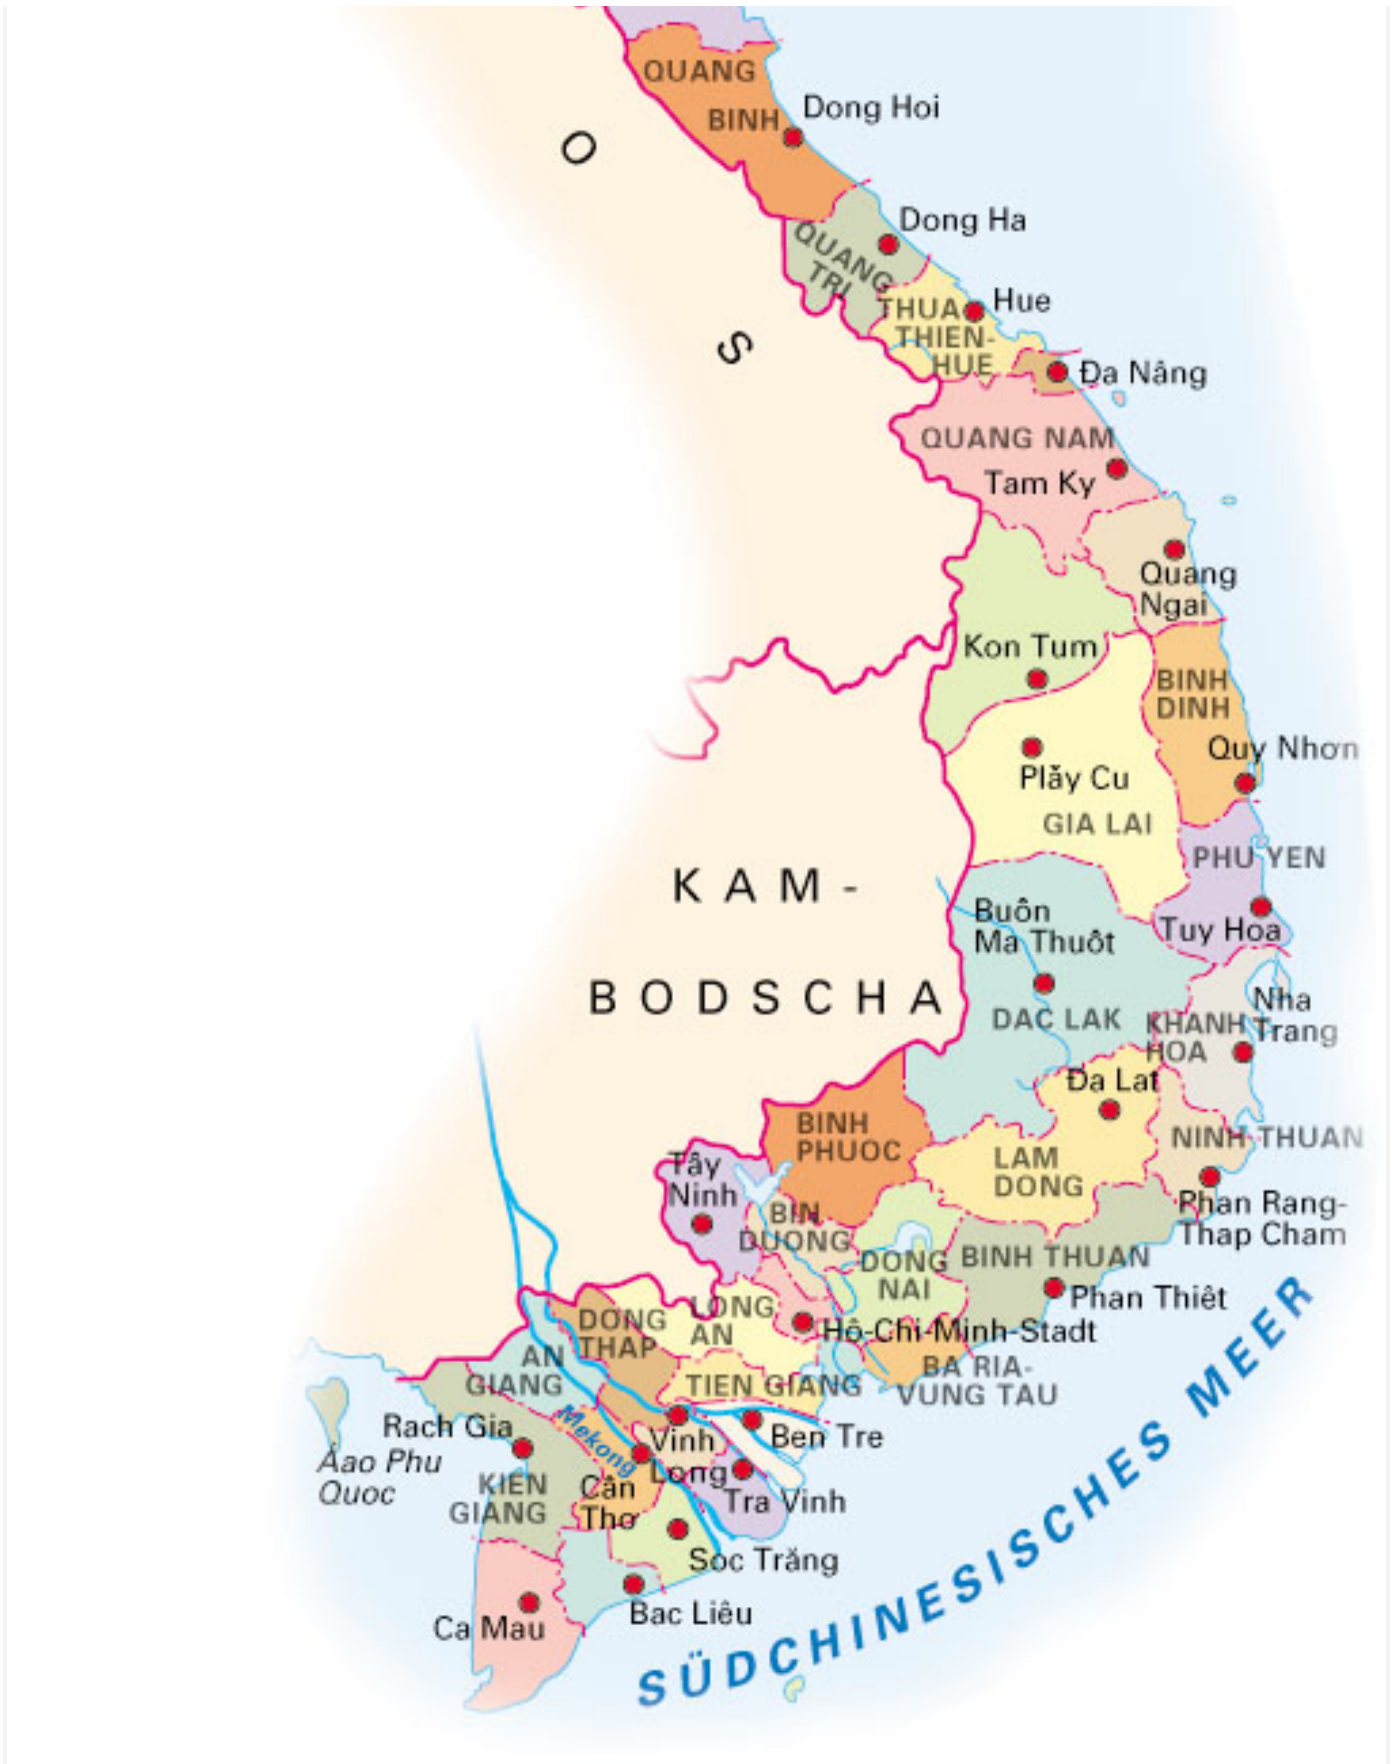 QUANG
BINH
Dong Hoi
O
Dong Ha
QUANG
TRI
Hue
THUA
THIEN-
HUE
S
Đa Nâng
QUANG NAM
Tam Ky
Quang
Ngai
Kon Tum
BINH
DINH
Quy Nhơn
Plăy Cu
GIA LAI
PHU YEN
KAM-
Buôn
Ma Thuôt
Tuy Hoa
BODSCHA
DAC LAK
Nha
Trang
KHANH
HOA
Đa Lat
BINH
PHUOC
NINH THUAN
LAM
DONG
Tây
Ninh
Phan Rang-
Thap Cham
BIN
DUONG
DONG
NAI
BINH THUAN
Phan Thiêt
DONG
THAP
LONG
AN
Hô-Chi-Minh-Stadt
AN
GIANG
TIEN GIANG
BA RIA-
VUNG TAU
Rach Gia
Mekong
Vinh
Long
Ben Tre
Áao Phu
Quoc
KIEN
GIANG
Cân
Thơ
Tra Vinh
Soc Trăng
Ca Mau
Bac Liêu
SÜDCHINESISCHES MEER